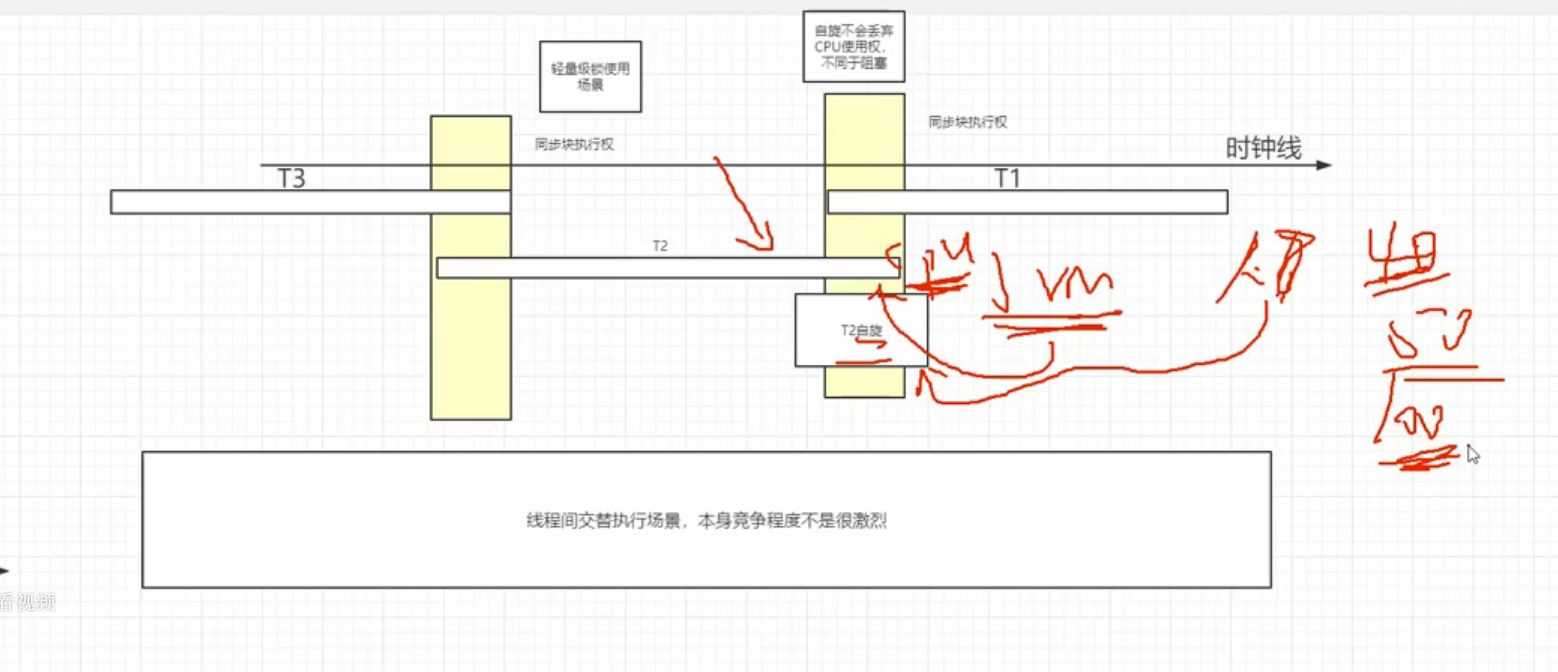 自旋不会丢弃
CPU使用权,
不同于阻塞
轻量级锁使用
场景
同步块执行权
同步块执行权
时钟线
T3
T1
T2
CPU
JVM
T2自旋
线程间交替执行场景，本身竞争程度不是很激烈
看视频